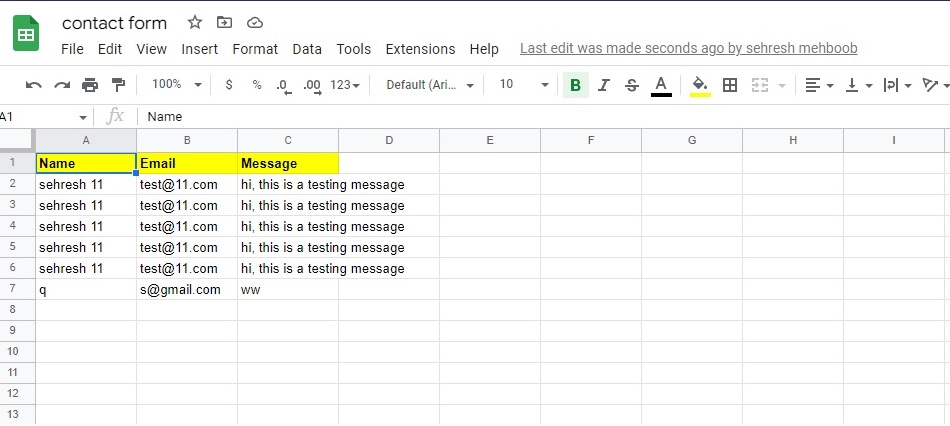 contact form
File Edit View Insert Format Data Tools Extensions Help Last edit was made seconds ago by sehresh mehboob
100% $ % .0 .00 123 Default (Ari... 10 B I S A
A1 fx Name
A B C D E F G H I
1 Name Email Message
2 sehresh 11 test@11.com hi, this is a testing message
3 sehresh 11 test@11.com hi, this is a testing message
4 sehresh 11 test@11.com hi, this is a testing message
5 sehresh 11 test@11.com hi, this is a testing message
6 sehresh 11 test@11.com hi, this is a testing message
7 q s@gmail.com ww
8
9
10
11
12
13